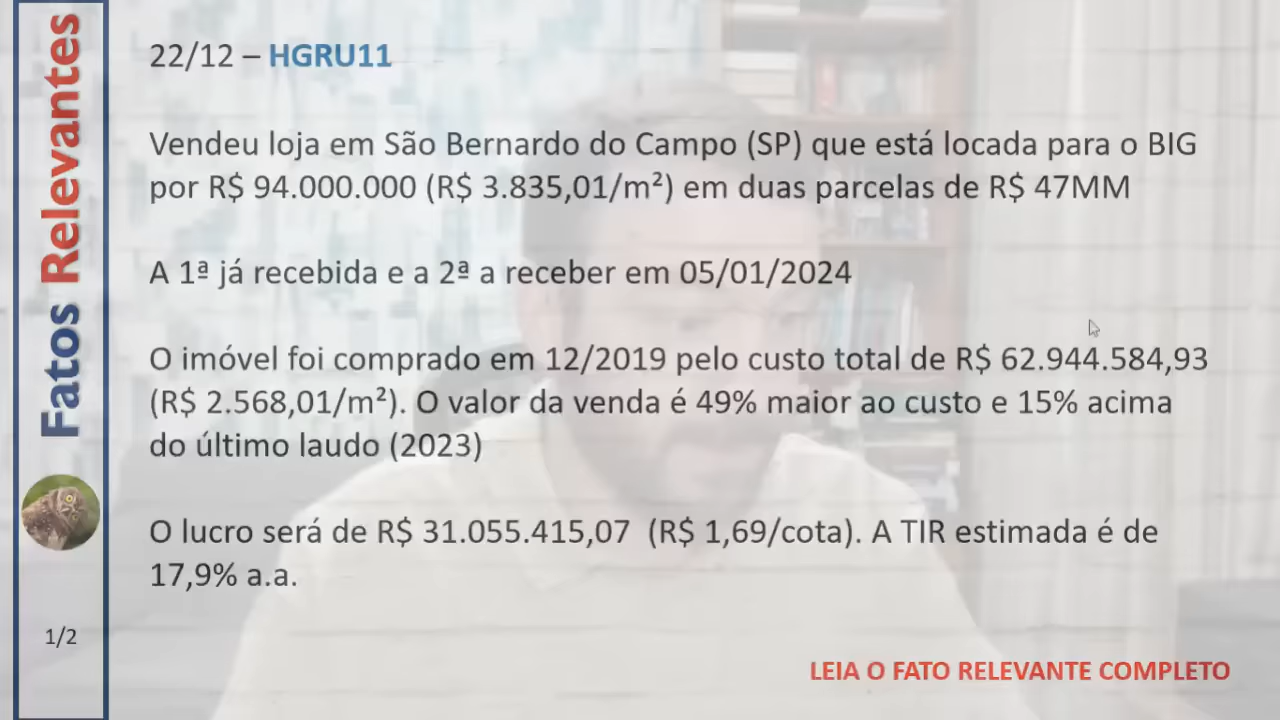 Fatos Relevantes
1/2
22/12 – HGRU11
Vendeu loja em São Bernardo do Campo (SP) que está locada para o BIG
por R$ 94.000.000 (R$ 3.835,01/m²) em duas parcelas de R$ 47MM
A 1ª já recebida e a 2ª a receber em 05/01/2024
O imóvel foi comprado em 12/2019 pelo custo total de R$ 62.944.584,93
(R$ 2.568,01/m²). O valor da venda é 49% maior ao custo e 15% acima
do último laudo (2023)
O lucro será de R$ 31.055.415,07 (R$ 1,69/cota). A TIR estimada é de
17,9% a.a.
LEIA O FATO RELEVANTE COMPLETO